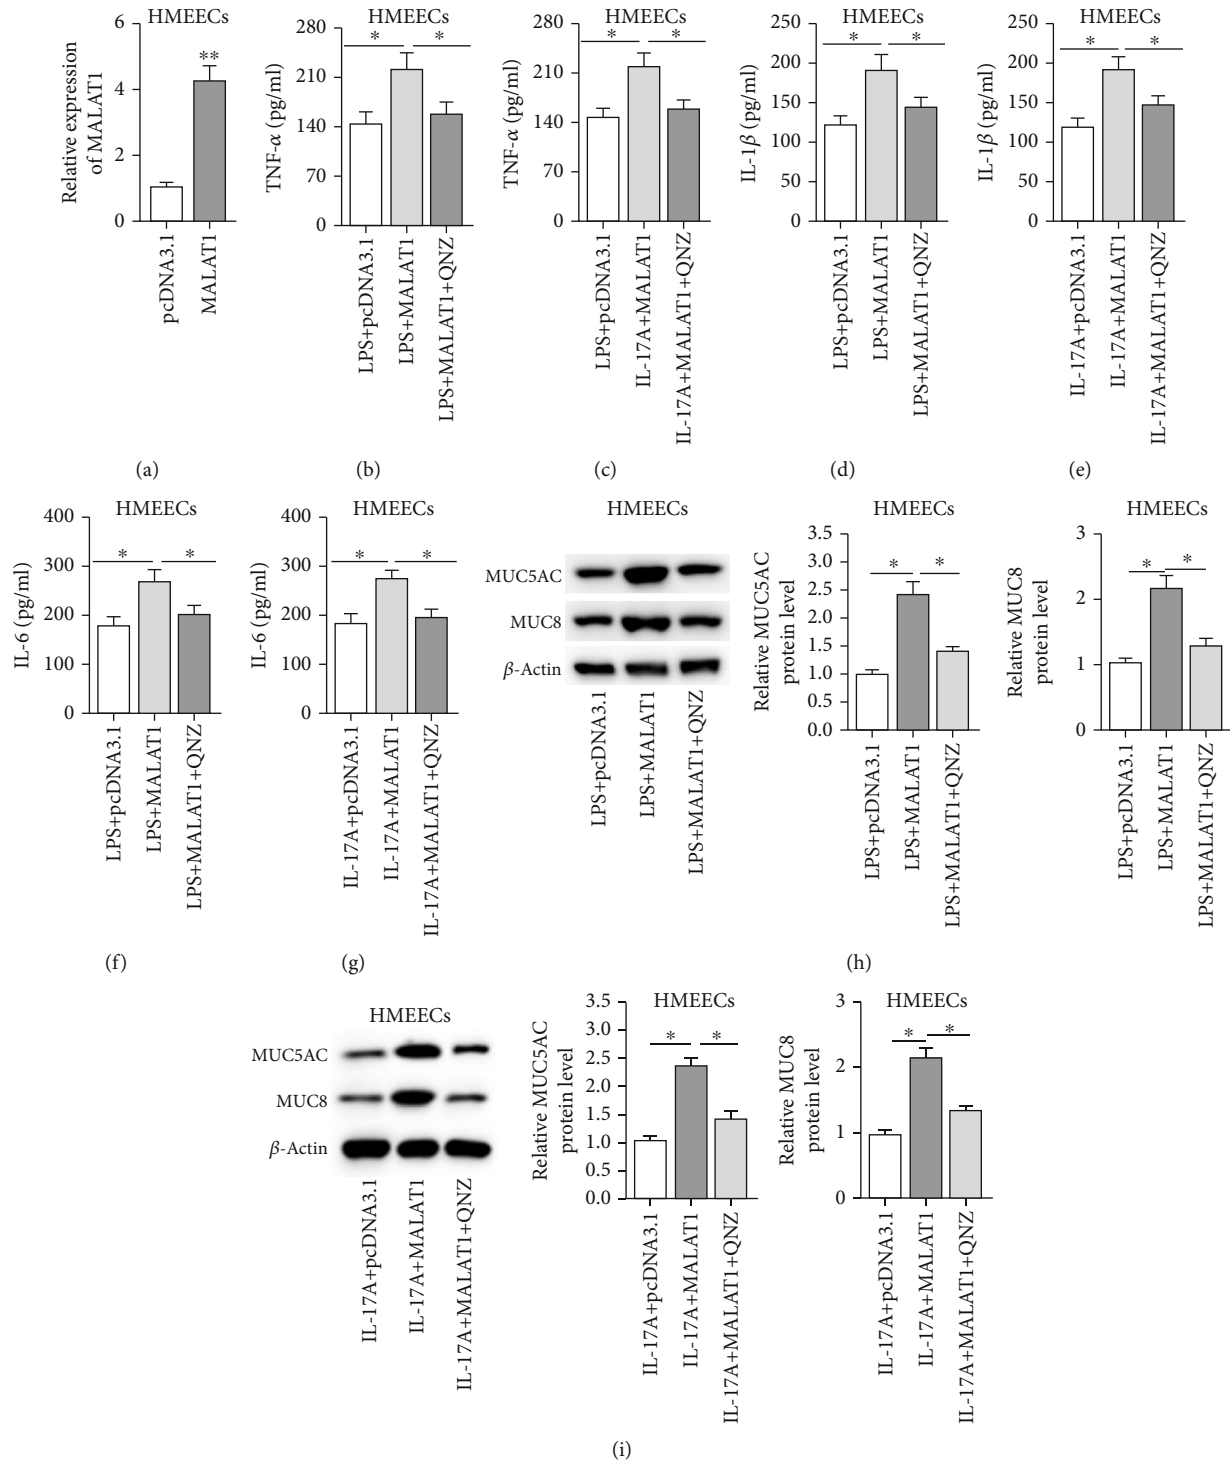 HMEECs
Relative expression
of MALAT1
6
4
2
0
**
pcDNA3.1
MALAT1
(a)
HMEECs
TNF-α (pg/ml)
280
210
140
70
0
* *
LPS+pcDNA3.1
LPS+MALAT1
LPS+MALAT1+QNZ
(b)
HMEECs
TNF-α (pg/ml)
280
210
140
70
0
* *
LPS+pcDNA3.1
IL-17A+MALAT1
IL-17A+MALAT1+QNZ
(c)
HMEECs
IL-1β (pg/ml)
250
200
150
100
50
0
* *
LPS+pcDNA3.1
LPS+MALAT1
LPS+MALAT1+QNZ
(d)
HMEECs
IL-1β (pg/ml)
250
200
150
100
50
0
* *
IL-17A+pcDNA3.1
IL-17A+MALAT1
IL-17A+MALAT1+QNZ
(e)
HMEECs
IL-6 (pg/ml)
400
300
200
100
0
* *
LPS+pcDNA3.1
LPS+MALAT1
LPS+MALAT1+QNZ
(f)
HMEECs
IL-6 (pg/ml)
400
300
200
100
0
* *
IL-17A+pcDNA3.1
IL-17A+MALAT1
IL-17A+MALAT1+QNZ
(g)
HMEECs
MUC5AC
MUC8
β-Actin
LPS+pcDNA3.1
LPS+MALAT1
LPS+MALAT1+QNZ
HMEECs
Relative MUC5AC
protein level
3.5
3.0
2.5
2.0
1.5
1.0
0.5
0.0
* *
LPS+pcDNA3.1
LPS+MALAT1
LPS+MALAT1+QNZ
HMEECs
Relative MUC8
protein level
3
2
1
0
* *
LPS+pcDNA3.1
LPS+MALAT1
LPS+MALAT1+QNZ
(h)
HMEECs
MUC5AC
MUC8
β-Actin
IL-17A+pcDNA3.1
IL-17A+MALAT1
IL-17A+MALAT1+QNZ
HMEECs
Relative MUC5AC
protein level
3.5
3.0
2.5
2.0
1.5
1.0
0.5
0.0
* *
IL-17A+pcDNA3.1
IL-17A+MALAT1
IL-17A+MALAT1+QNZ
HMEECs
Relative MUC8
protein level
3
2
1
0
* *
IL-17A+pcDNA3.1
IL-17A+MALAT1
IL-17A+MALAT1+QNZ
(i)